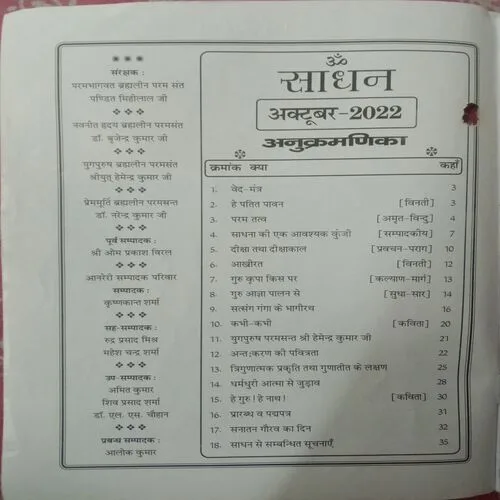 संरक्षक :
परमभागवत ब्रह्मलीन परम संत
पण्डित मिहीलाल जी
नवनीत हृदय ब्रह्मलीन परमसंत
डॉ. बृजेन्द्र कुमार जी
युगपुरुष ब्रह्मलीन परमसंत
श्रीयुत् हेमेन्द्र कुमार जी
प्रेममूर्ति ब्रह्मलीन परमसन्त
डॉ. नरेन्द्र कुमार जी
पूर्व सम्पादक :
श्री ओम प्रकाश विरल
आनरेरी सम्पादक परिवार
सम्पादक :
कृष्णकान्त शर्मा
सह-सम्पादक :
रुद्र प्रसाद मिश्र
महेश चन्द्र शर्मा
उप-सम्पादक :
अमित कुमार
शिव प्रसाद शर्मा
डॉ. एल. एस. चौहान
प्रबन्ध सम्पादक :
आलोक कुमार
ॐ
साधन
अक्टूबर-2022
अनुक्रमणिका
क्रमांक क्या कहाँ
1. वेद-मंत्र 3
2. हे पतित पावन [विनती] 3
3. परम तत्व [अमृत-विन्दु] 4
4. साधना की एक आवश्यक कुंजी [सम्पादकीय] 7
5. दीक्षा तथा दीक्षाकाल [प्रवचन-पराग] 10
6. आखीरत [विनती] 12
7. गुरु कृपा किस पर [कल्याण-मार्ग] 13
8. गुरु आज्ञा पालन से [सुधा-सार] 14
9. सत्संग गंगा के भागीरथ 16
10. कभी-कभी [कविता] 20
11. युगपुरुष परमसन्त श्री हेमेन्द्र कुमार जी 21
12. अन्तःकरण की पवित्रता 22
13. त्रिगुणात्मक प्रकृति तथा गुणातीत के लक्षण 25
14. धर्मधुरी आत्मा से जुड़ाव 28
15. हे गुरु ! हे नाथ ! [कविता] 30
16. प्रारब्ध व पद्मपत्र 31
17. सनातन गौरव का दिन 32
18. साधन से सम्बन्धित सूचनाएँ 35